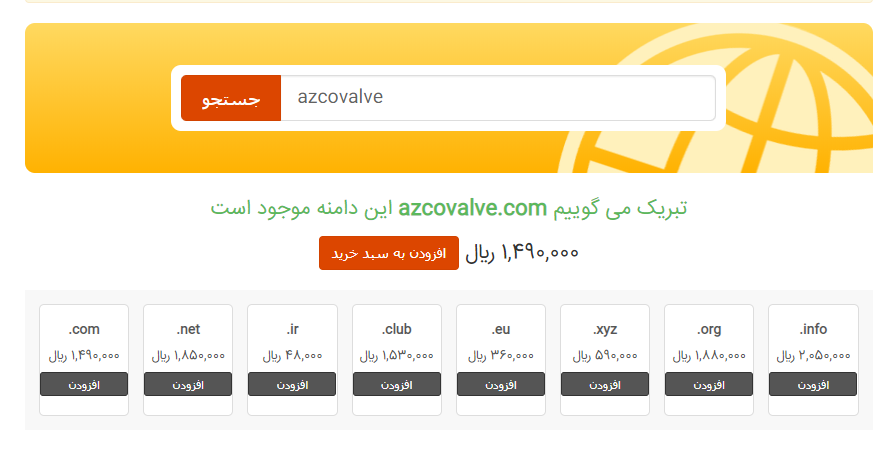 azcovalve جستجو
تبریک می گوییم azcovalve.com این دامنه موجود است
۱,۴۹۰,۰۰۰ ریال افزودن به سبد خرید
.com
۱,۴۹۰,۰۰۰ ریال
افزودن
.net
۱,۸۵۰,۰۰۰ ریال
افزودن
.ir
۴۸,۰۰۰ ریال
افزودن
.club
۱,۵۳۰,۰۰۰ ریال
افزودن
.eu
۳۶۰,۰۰۰ ریال
افزودن
.xyz
۵۹۰,۰۰۰ ریال
افزودن
.org
۱,۸۸۰,۰۰۰ ریال
افزودن
.info
۲,۰۵۰,۰۰۰ ریال
افزودن